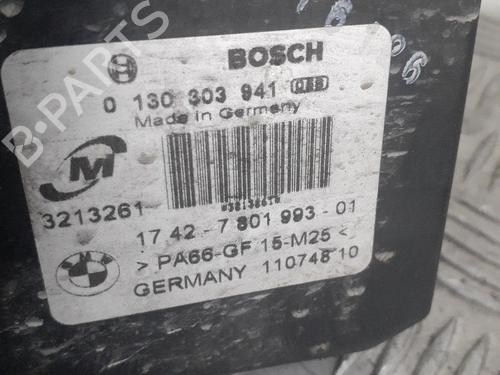 BOSCH
0 130 303 941
Made in Germany
M
3213261
17 42 - 7 801 993 - 01
BMW
> PA66-GF 15-M25 <
GERMANY 110748 10
B-PARTS